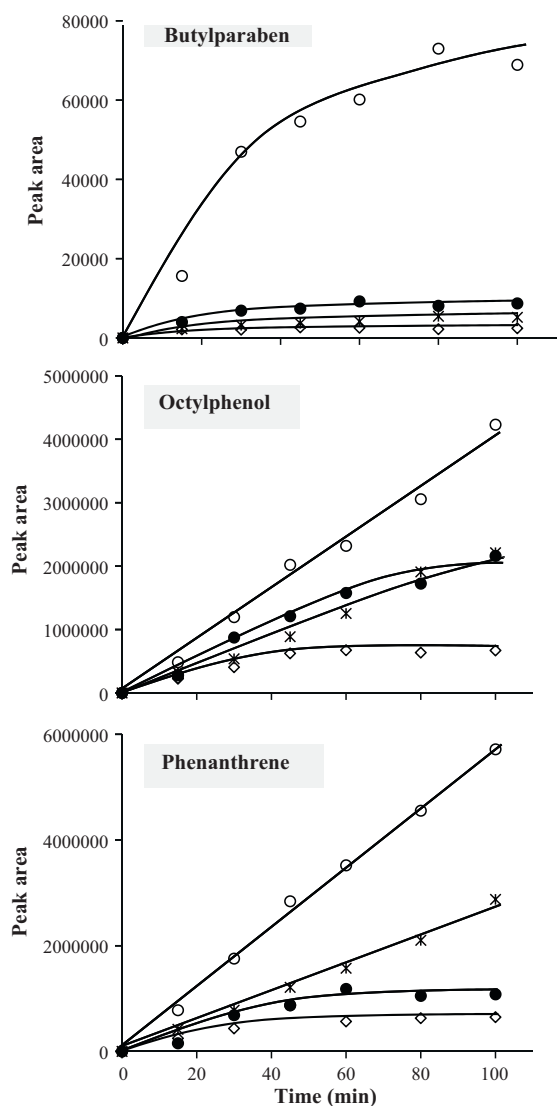 Butylparaben
80000
60000
40000
20000
0
Peak area
Octylphenol
5000000
4000000
3000000
2000000
1000000
0
Peak area
Phenanthrene
6000000
4000000
2000000
0
Peak area
0 20 40 60 80 100
Time (min)